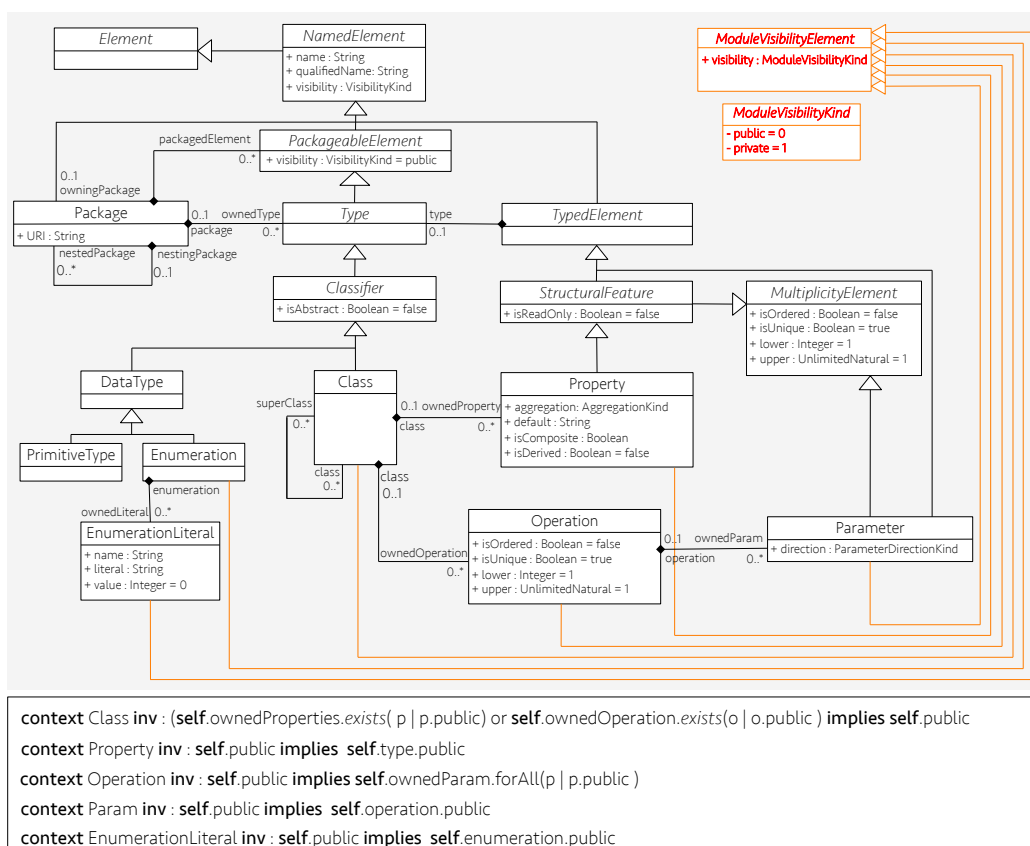 Element
NamedElement
+ name : String
+ qualifiedName: String
+ visibility : VisibilityKind
ModuleVisibilityElement
+ visibility : ModuleVisibilityKind
ModuleVisibilityKind
- public = 0
- private = 1
packagedElement
0..*
PackageableElement
+ visibility : VisibilityKind = public
0..1
owningPackage
Package
+ URI : String
0..1
package
ownedType
0..*
Type
type
0..1
TypedElement
nestedPackage
0..*
nestingPackage
0..1
Classifier
+ isAbstract : Boolean = false
StructuralFeature
+ isReadOnly : Boolean = false
MultiplicityElement
+ isOrdered : Boolean = false
+ isUnique : Boolean = true
+ lower : Integer = 1
+ upper : UnlimitedNatural = 1
DataType
Class
superClass
0..*
class
0..*
0..1
class
ownedProperty
0..*
Property
+ aggregation: AggregationKind
+ default : String
+ isComposite : Boolean
+ isDerived : Boolean = false
PrimitiveType
Enumeration
enumeration
ownedLiteral
0..*
class
0..1
EnumerationLiteral
+ name : String
+ literal : String
+ value : Integer = 0
ownedOperation
0..*
Operation
+ isOrdered : Boolean = false
+ isUnique : Boolean = true
+ lower : Integer = 1
+ upper : UnlimitedNatural = 1
0..1
operation
ownedParam
0..*
Parameter
+ direction : ParameterDirectionKind
context Class inv : (self.ownedProperties.exists( p | p.public) or self.ownedOperation.exists(o | o.public ) implies self.public
context Property inv : self.public implies self.type.public
context Operation inv : self.public implies self.ownedParam.forAll(p | p.public )
context Param inv : self.public implies self.operation.public
context EnumerationLiteral inv : self.public implies self.enumeration.public